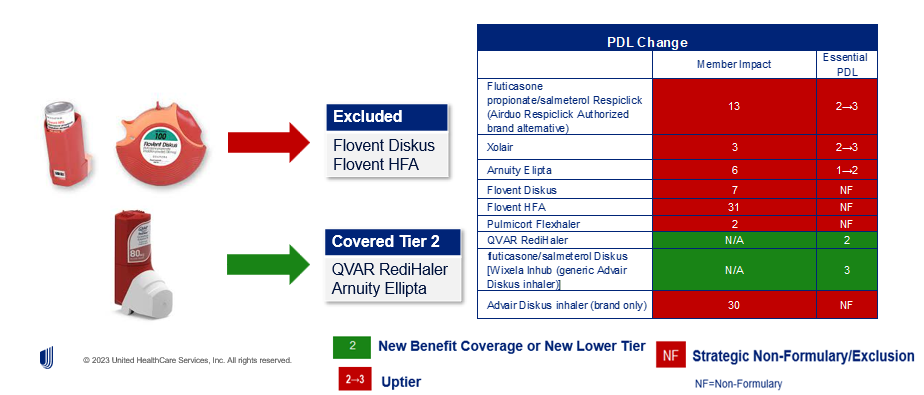 PDL Change
Member Impact
Essential
PDL
Fluticasone
propionate/salmeterol Respiclick
(Airduo Respiclick Authorized
brand alternative)
13
2→3
Xolair
3
2→3
Arnuity Elipta
6
1→2
Flovent Diskus
7
NF
Flovent HFA
31
NF
Pulmicort Flexhaler
2
NF
QVAR RediHaler
N/A
2
fluticasone/salmeterol Diskus
[Wixela Inhub (generic Advair
Diskus inhaler)]
N/A
3
Advair Diskus inhaler (brand only)
30
NF
100
Flovent Diskus
Excluded
Flovent Diskus
Flovent HFA
80
Covered Tier 2
QVAR RediHaler
Arnuity Ellipta
2
New Benefit Coverage or New Lower Tier
NF
Strategic Non-Formulary/Exclusion
2→3
Uptier
NF=Non-Formulary
© 2023 United HealthCare Services, Inc. All rights reserved.